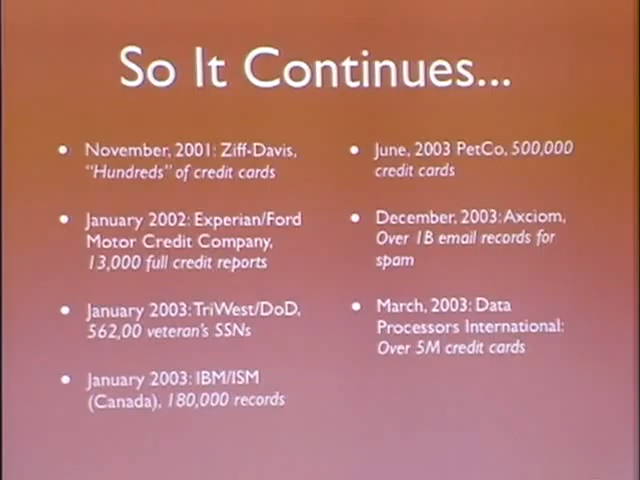 So It Continues...
• November, 2001: Ziff-Davis,
"Hundreds" of credit cards
• January 2002: Experian/Ford
Motor Credit Company,
13,000 full credit reports
• January 2003: TriWest/DoD,
562,00 veteran's SSNs
• January 2003: IBM/ISM
(Canada), 180,000 records
• June, 2003 PetCo, 500,000
credit cards
• December, 2003: Axciom,
Over 1B email records for
spam
• March, 2003: Data
Processors International:
Over 5M credit cards